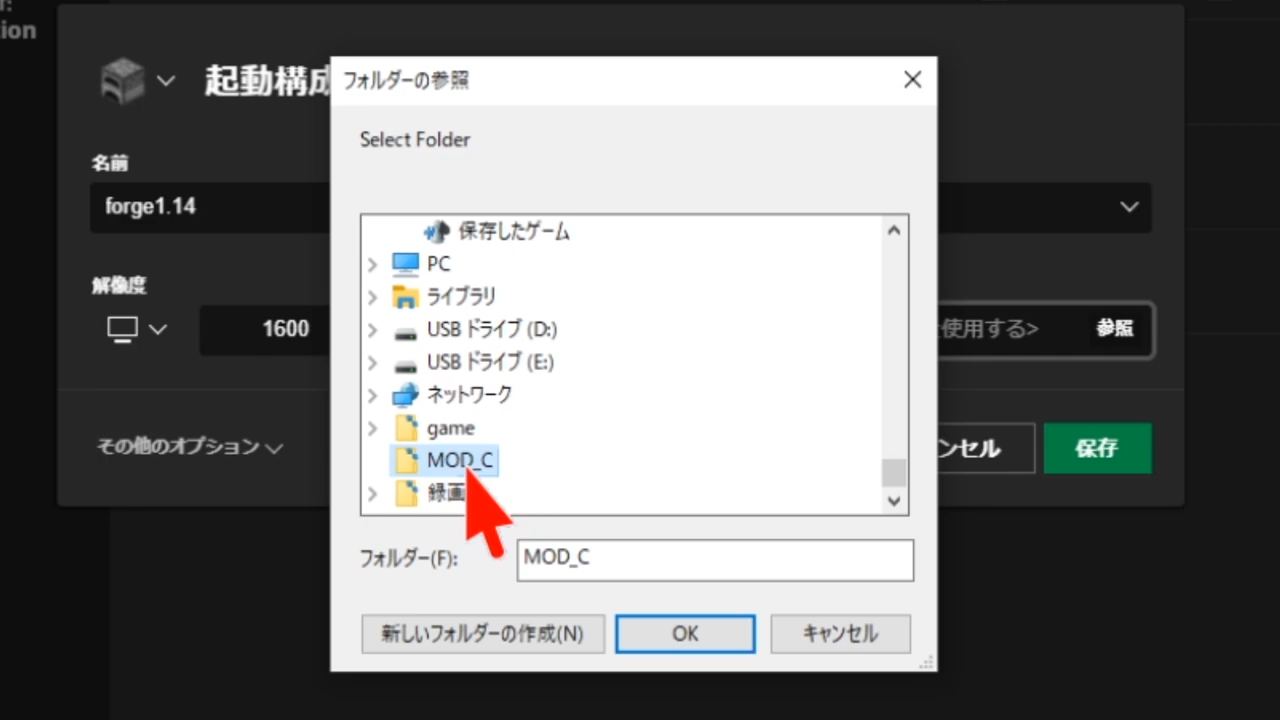 ion
起動構成
フォルダーの参照
Select Folder
名前
forge1.14
保存したゲーム
PC
ライブラリ
解像度
1600
USB ドライブ (D:)
使用する>
参照
USB ドライブ (E:)
ネットワーク
game
その他のオプション
ンセル
保存
MOD_C
録画
フォルダー(F):
MOD_C
新しいフォルダーの作成(N)
OK
キャンセル